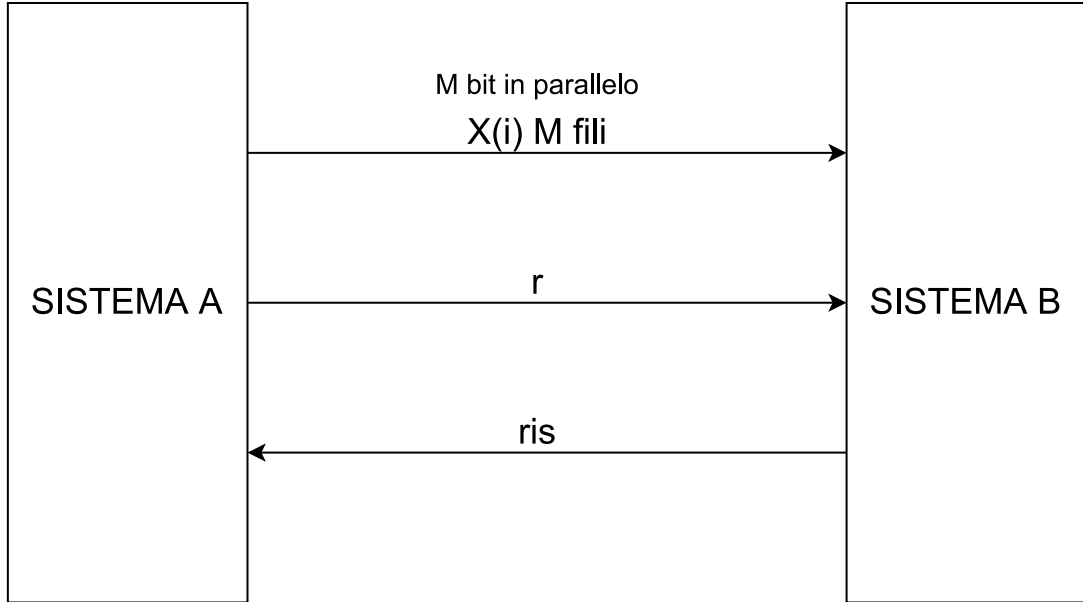 M bit in parallelo
X(i) M fili
SISTEMA A
r
SISTEMA B
ris